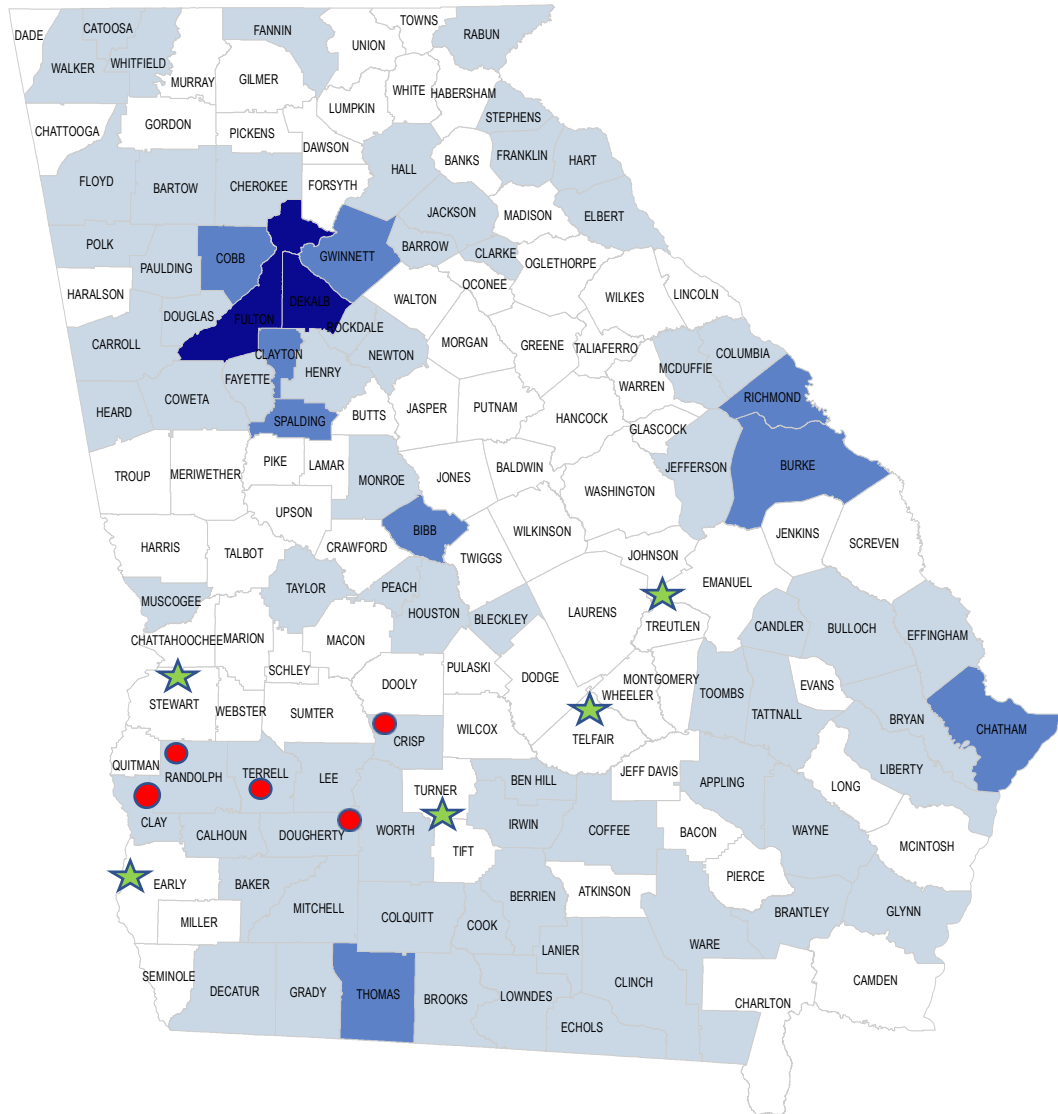 TOWNS
CATOOSA
FANNIN
RABUN
DADE
UNION
WHITFIELD
WALKER
MURRAY
GILMER
WHITE
HABERSHAM
LUMPKIN
STEPHENS
CHATTOOGA
GORDON
PICKENS
DAWSON
BANKS
FRANKLIN
HART
HALL
FLOYD
BARTOW
CHEROKEE
FORSYTH
JACKSON
MADISON
ELBERT
POLK
COBB
GWINNETT
BARROW
CLARKE
OGLETHORPE
PAULDING
OCONEE
HARALSON
DEKALB
WALTON
WILKES
LINCOLN
DOUGLAS
FULTON
ROCKDALE
CARROLL
CLAYTON
NEWTON
MORGAN
GREENE
TALIAFERRO
COLUMBIA
HENRY
MCDUFFIE
FAYETTE
WARREN
COWETA
HEARD
BUTTS
JASPER
PUTNAM
HANCOCK
RICHMOND
SPALDING
GLASCOCK
PIKE
LAMAR
BURKE
TROUP
MERIWETHER
MONROE
JONES
BALDWIN
WASHINGTON
JEFFERSON
UPSON
BIBB
WILKINSON
JENKINS
HARRIS
TALBOT
CRAWFORD
TWIGGS
JOHNSON
SCREVEN
EMANUEL
TAYLOR
PEACH
MUSCOGEE
HOUSTON
BLECKLEY
LAURENS
TREUTLEN
CANDLER
BULLOCH
EFFINGHAM
CHATTAHOOCHEE
MARION
MACON
SCHLEY
PULASKI
DODGE
MONTGOMERY
DOOLY
WHEELER
TOOMBS
EVANS
STEWART
WEBSTER
SUMTER
TATTNALL
BRYAN
WILCOX
TELFAIR
CHATHAM
CRISP
QUITMAN
RANDOLPH
TERRELL
LEE
BEN HILL
JEFF DAVIS
APPLING
LIBERTY
LONG
TURNER
CLAY
CALHOUN
DOUGHERTY
WORTH
IRWIN
COFFEE
BACON
WAYNE
MCINTOSH
TIFT
EARLY
BAKER
PIERCE
MITCHELL
BERRIEN
ATKINSON
MILLER
COLQUITT
COOK
BRANTLEY
GLYNN
WARE
LANIER
SEMINOLE
DECATUR
GRADY
THOMAS
BROOKS
LOWNDES
CLINCH
CAMDEN
CHARLTON
ECHOLS